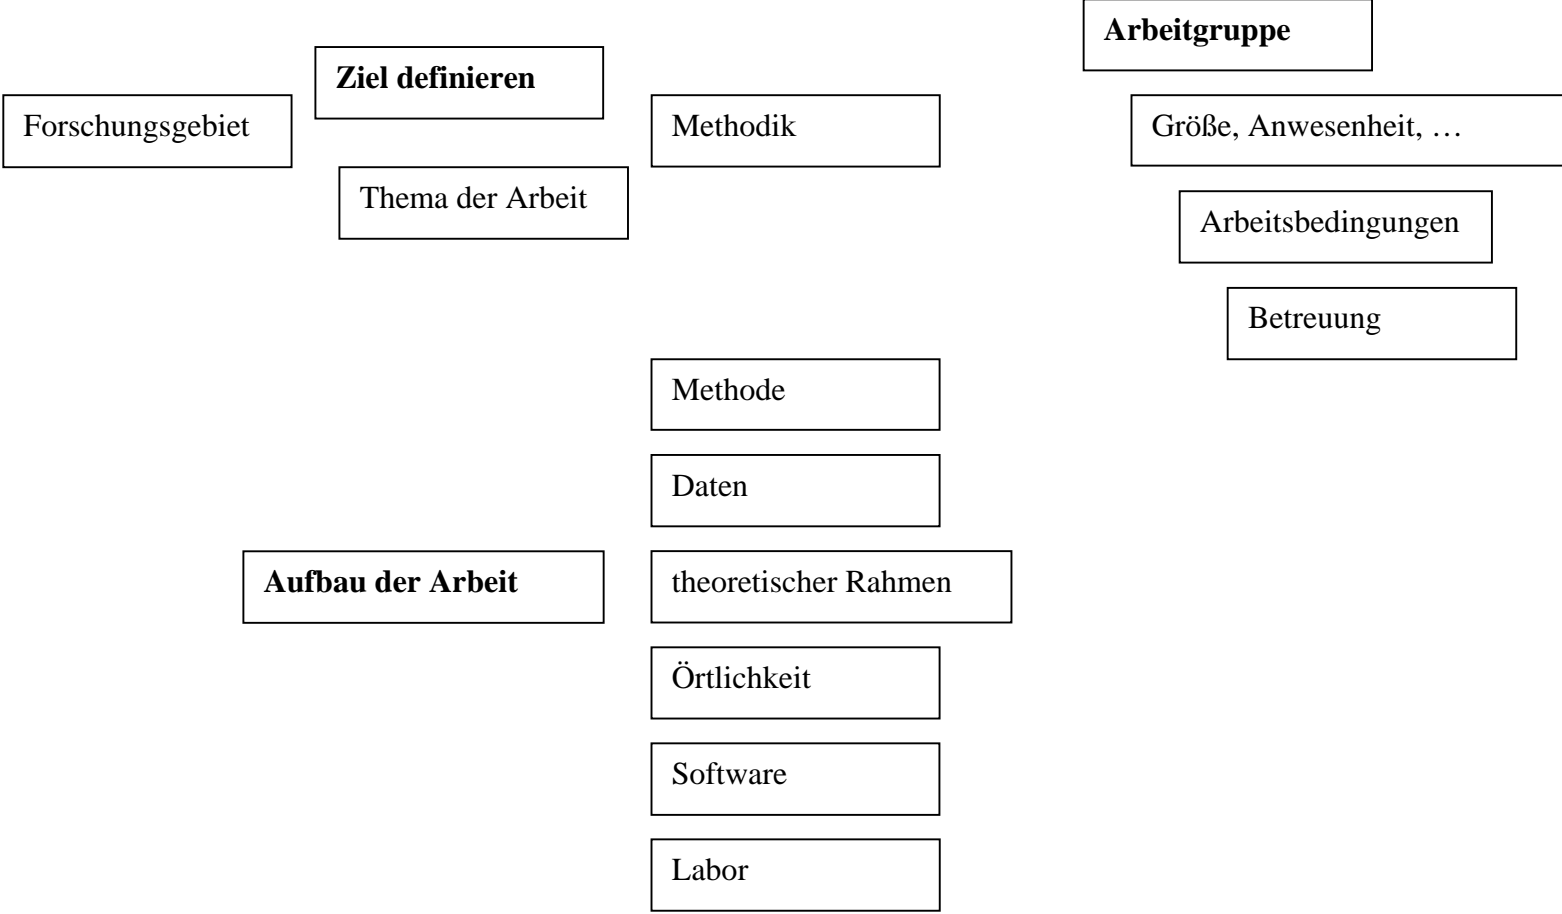 Arbeitgruppe
Ziel definieren
Forschungsgebiet
Methodik
Größe, Anwesenheit, …
Thema der Arbeit
Arbeitsbedingungen
Betreuung
Methode
Daten
Aufbau der Arbeit
theoretischer Rahmen
Örtlichkeit
Software
Labor